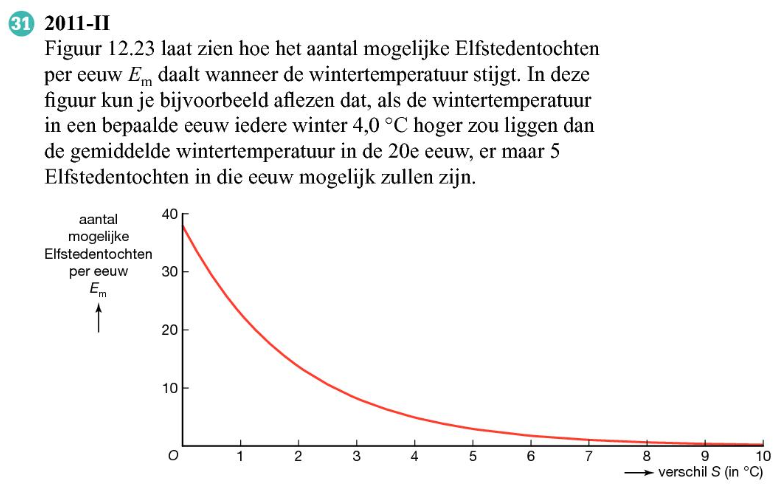 31 2011-II
Figuur 12.23 laat zien hoe het aantal mogelijke Elfstedentochten
per eeuw Em daalt wanneer de wintertemperatuur stijgt. In deze
figuur kun je bijvoorbeeld aflezen dat, als de wintertemperatuur
in een bepaalde eeuw iedere winter 4,0 °C hoger zou liggen dan
de gemiddelde wintertemperatuur in de 20e eeuw, er maar 5
Elfstedentochten in die eeuw mogelijk zullen zijn.
aantal
mogelijke
Elfstedentochten
per eeuw
Em
40
30
20
10
O 1 2 3 4 5 6 7 8 9 10
verschil S (in °C)